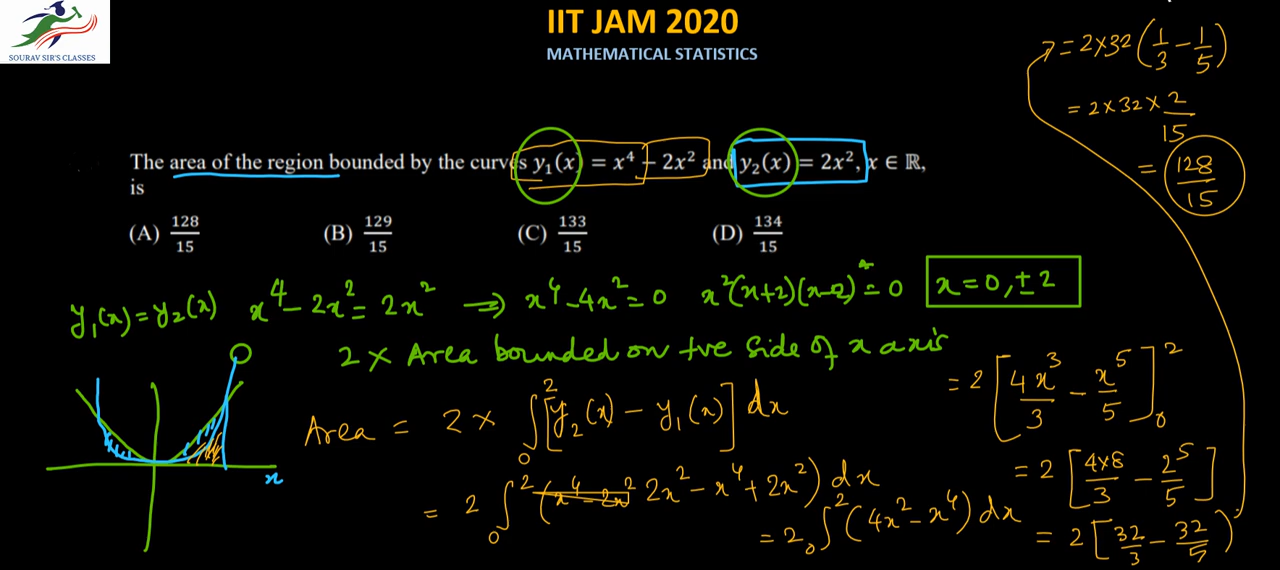 SOURAV SIR'S CLASSES
IIT JAM 2020
MATHEMATICAL STATISTICS
The area of the region bounded by the curves y₁(x) = x⁴ − 2x² and y₂(x) = 2x², x ∈ ℝ,
is
(A) 128/15 (B) 129/15 (C) 133/15 (D) 134/15
y₁(x) = y₂(x) x⁴ − 2x² = 2x² ⇒ x⁴ − 4x² = 0 x²(x+2)(x−2) = 0 x = 0, ±2
2 × Area bounded on +ve side of x axis
x
Area = 2 × ∫₀² [y₂(x) − y₁(x)] dx
= 2 ∫₀² (x⁴ − 2x² 2x² − x⁴ + 2x²) dx
= 2 ∫₀² (4x² − x⁴) dx
= 2 [4x³/3 − x⁵/5]₀²
= 2 [4×8/3 − 2⁵/5]
= 2 [32/3 − 32/5)
= 2×32 (1/3 − 1/5)
= 2×32 × 2/15
= 128/15